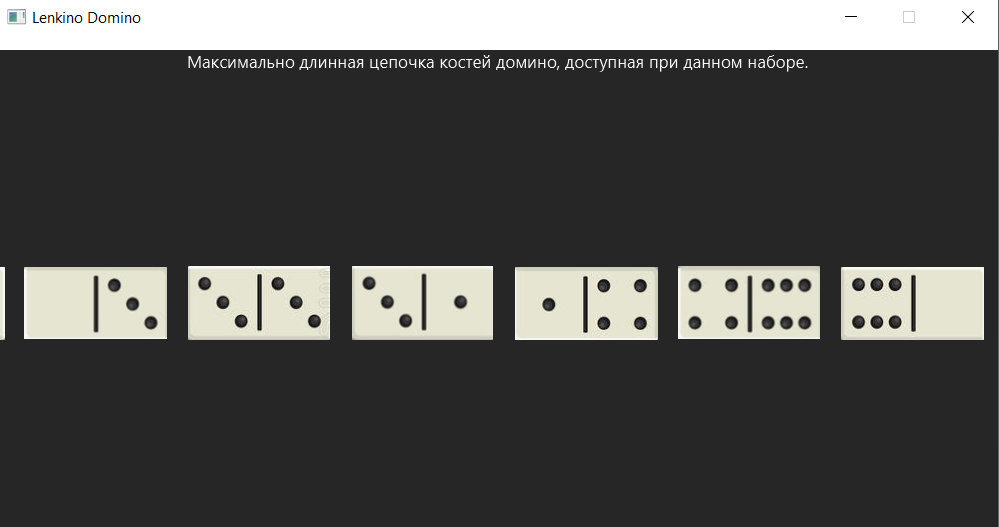 Lenkino Domino
Максимально длинная цепочка костей домино, доступная при данном наборе.